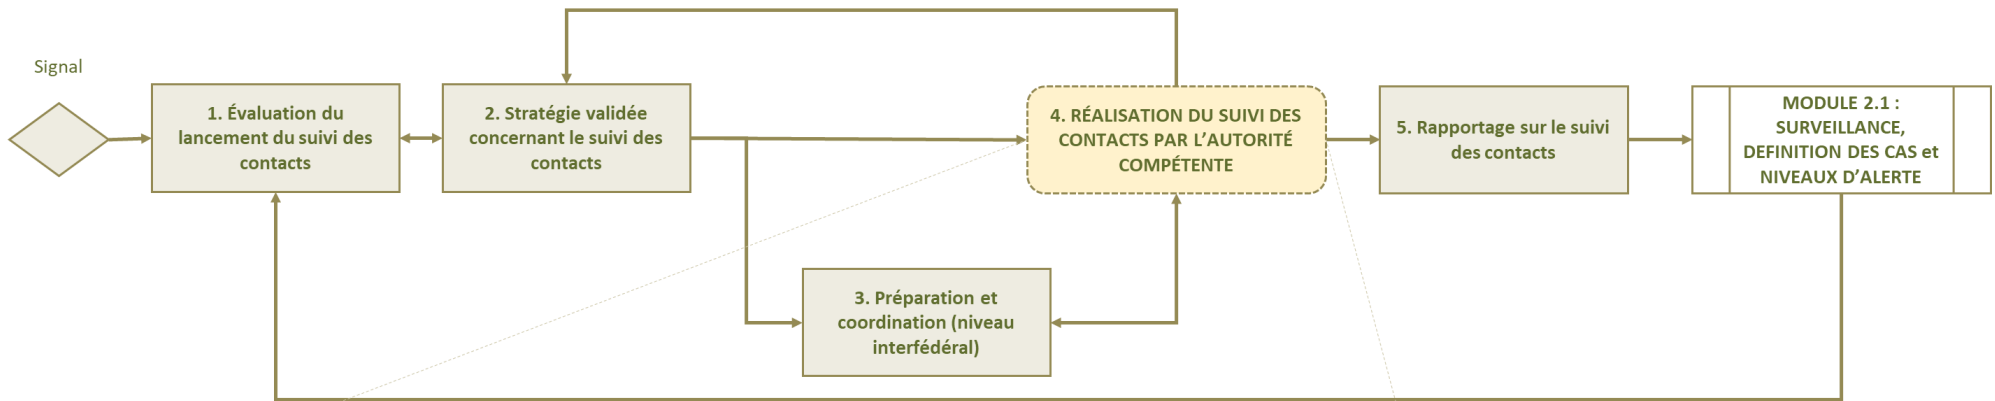 Signal
1. Évaluation du
lancement du suivi des
contacts
2. Stratégie validée
concernant le suivi des
contacts
3. Préparation et
coordination (niveau
interfédéral)
4. RÉALISATION DU SUIVI DES
CONTACTS PAR L’AUTORITÉ
COMPÉTENTE
5. Rapportage sur le suivi
des contacts
MODULE 2.1 :
SURVEILLANCE,
DEFINITION DES CAS et
NIVEAUX D’ALERTE